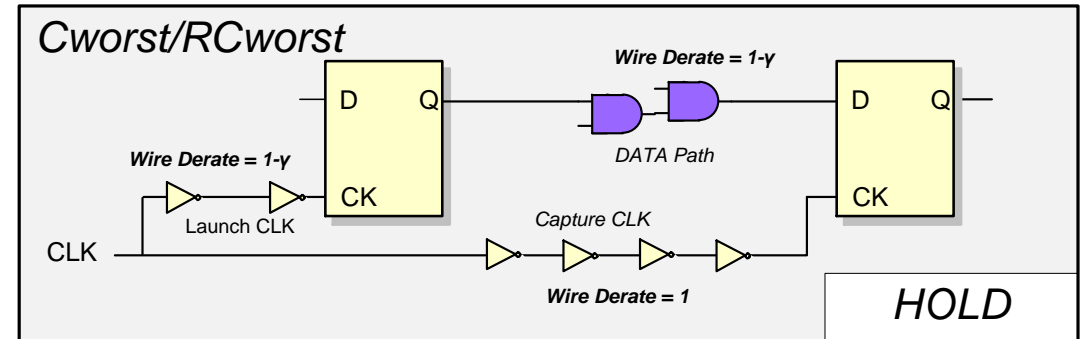 Cworst/RCworst
Wire Derate = 1-γ
D
Q
D
Q
DATA Path
Wire Derate = 1-γ
CK
CK
Launch CLK
Capture CLK
CLK
Wire Derate = 1
HOLD